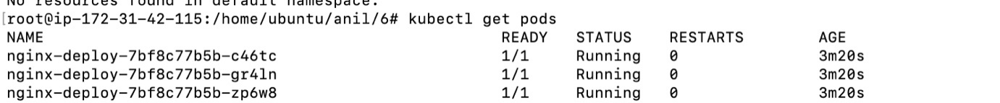 No resources found in default namespace.
[root@ip-172-31-42-115:/home/ubuntu/anil/6# kubectl get pods
NAME READY STATUS RESTARTS AGE
nginx-deploy-7bf8c77b5b-c46tc 1/1 Running 0 3m20s
nginx-deploy-7bf8c77b5b-gr4ln 1/1 Running 0 3m20s
nginx-deploy-7bf8c77b5b-zp6w8 1/1 Running 0 3m20s